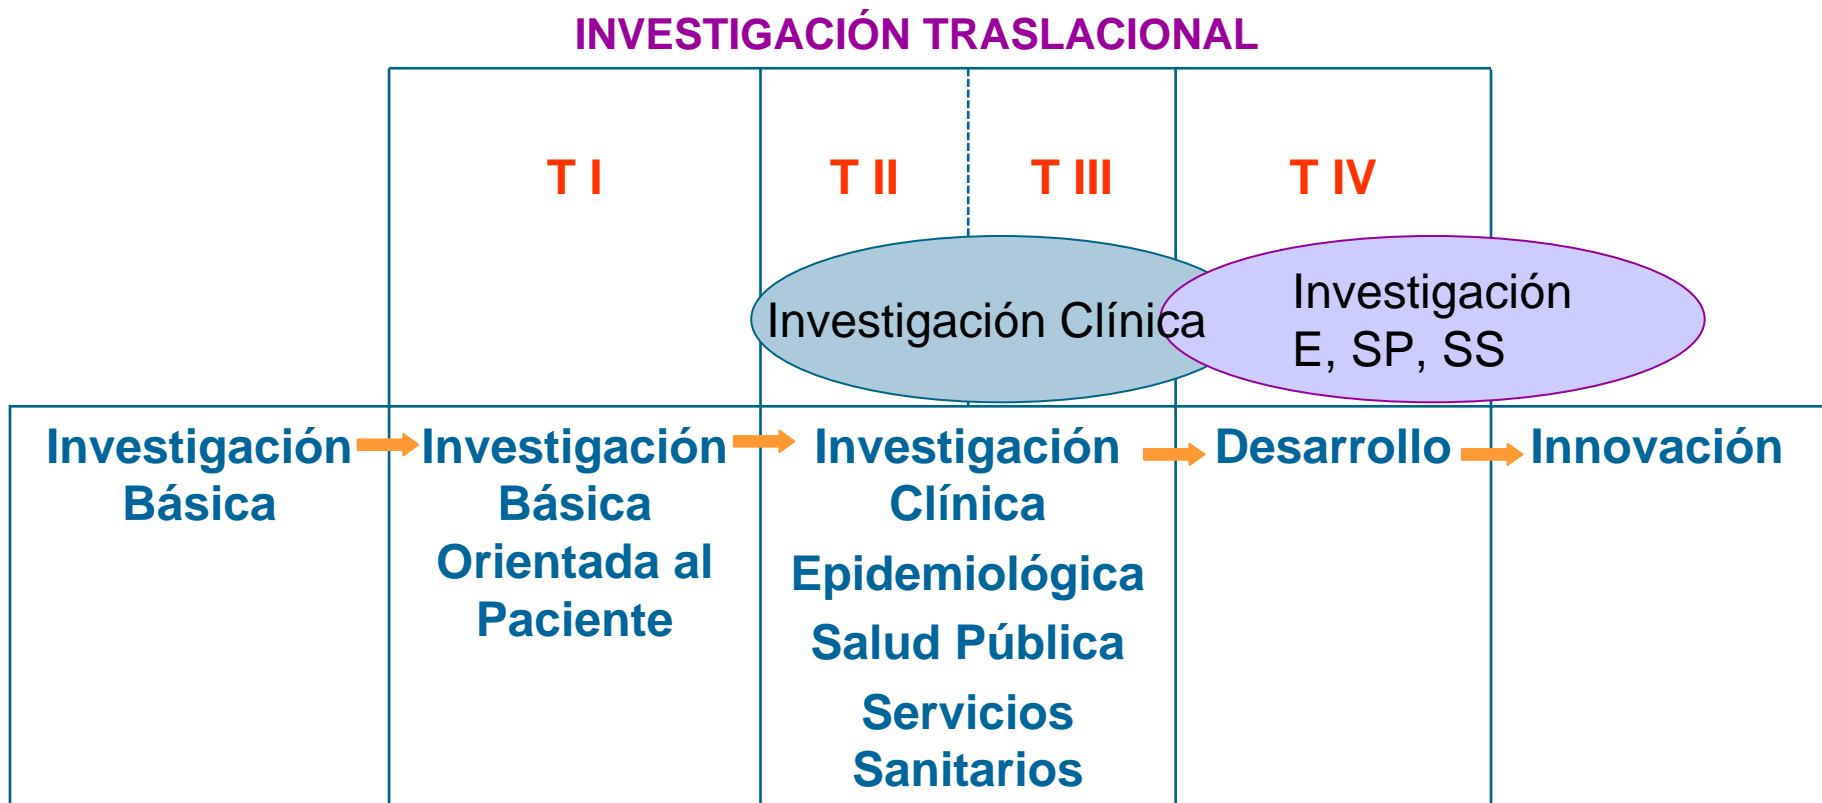 INVESTIGACIÓN TRASLACIONAL
T I
T II
T III
T IV
Investigación Clínica
Investigación
E, SP, SS
Investigación
Básica
Investigación
Básica
Orientada al
Paciente
Investigación
Clínica
Epidemiológica
Salud Pública
Servicios
Sanitarios
Desarrollo
Innovación